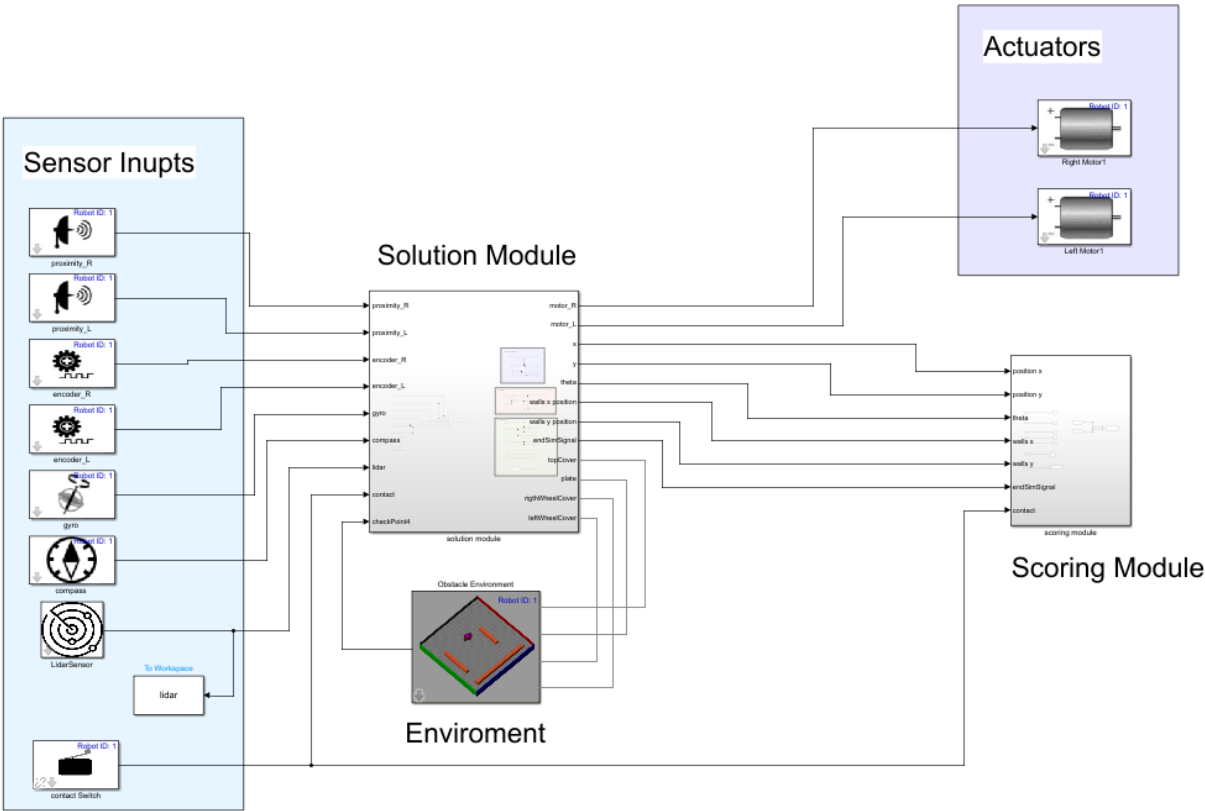 Actuators
Robot ID: 1
Right Motor1
Robot ID: 1
Left Motor1
Sensor Inupts
Robot ID: 1
proximity_R
Robot ID: 1
proximity_L
Robot ID: 1
encoder_R
Robot ID: 1
encoder_L
Robot ID: 1
gyro
Robot ID: 1
compass
LidarSensor
To Workspace
lidar
Robot ID: 1
contact Switch
Solution Module
proximity_R
proximity_L
encoder_R
encoder_L
gyro
compass
lidar
contact
checkPoint4
motor_R
motor_L
x
y
theta
walls x position
walls y position
endSimSignal
topCover
plate
rigthWheelCover
leftWheelCover
solution module
Obstacle Environment
Robot ID: 1
Enviroment
position x
position y
theta
walls x
walls y
endSimSignal
contact
scoring module
Scoring Module